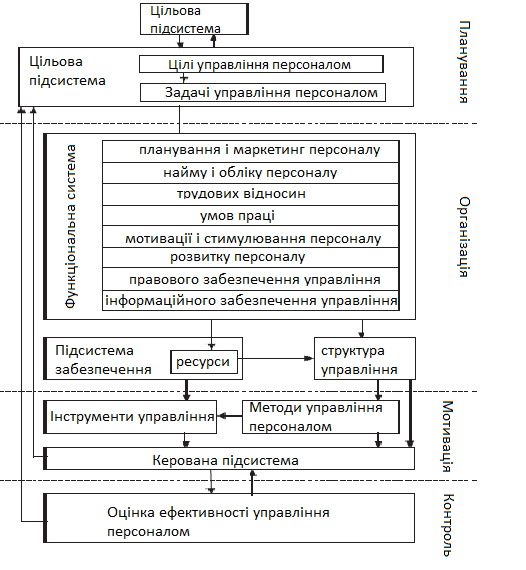 Цільова
підсистема
Цільова
підсистема
Цілі управління персоналом
Задачі управління персоналом
Планування
Функціональна система
планування і маркетинг персоналу
найму і обліку персоналу
трудових відносин
умов праці
мотивації і стимулювання персоналу
розвитку персоналу
правового забезпечення управління
інформаційного забезпечення управління
Організація
Підсистема
забезпечення
ресурси
структура
управління
Інструменти управління
Методи управління
персоналом
Мотивація
Керована підсистема
Оцінка ефективності управління
персоналом
Контроль